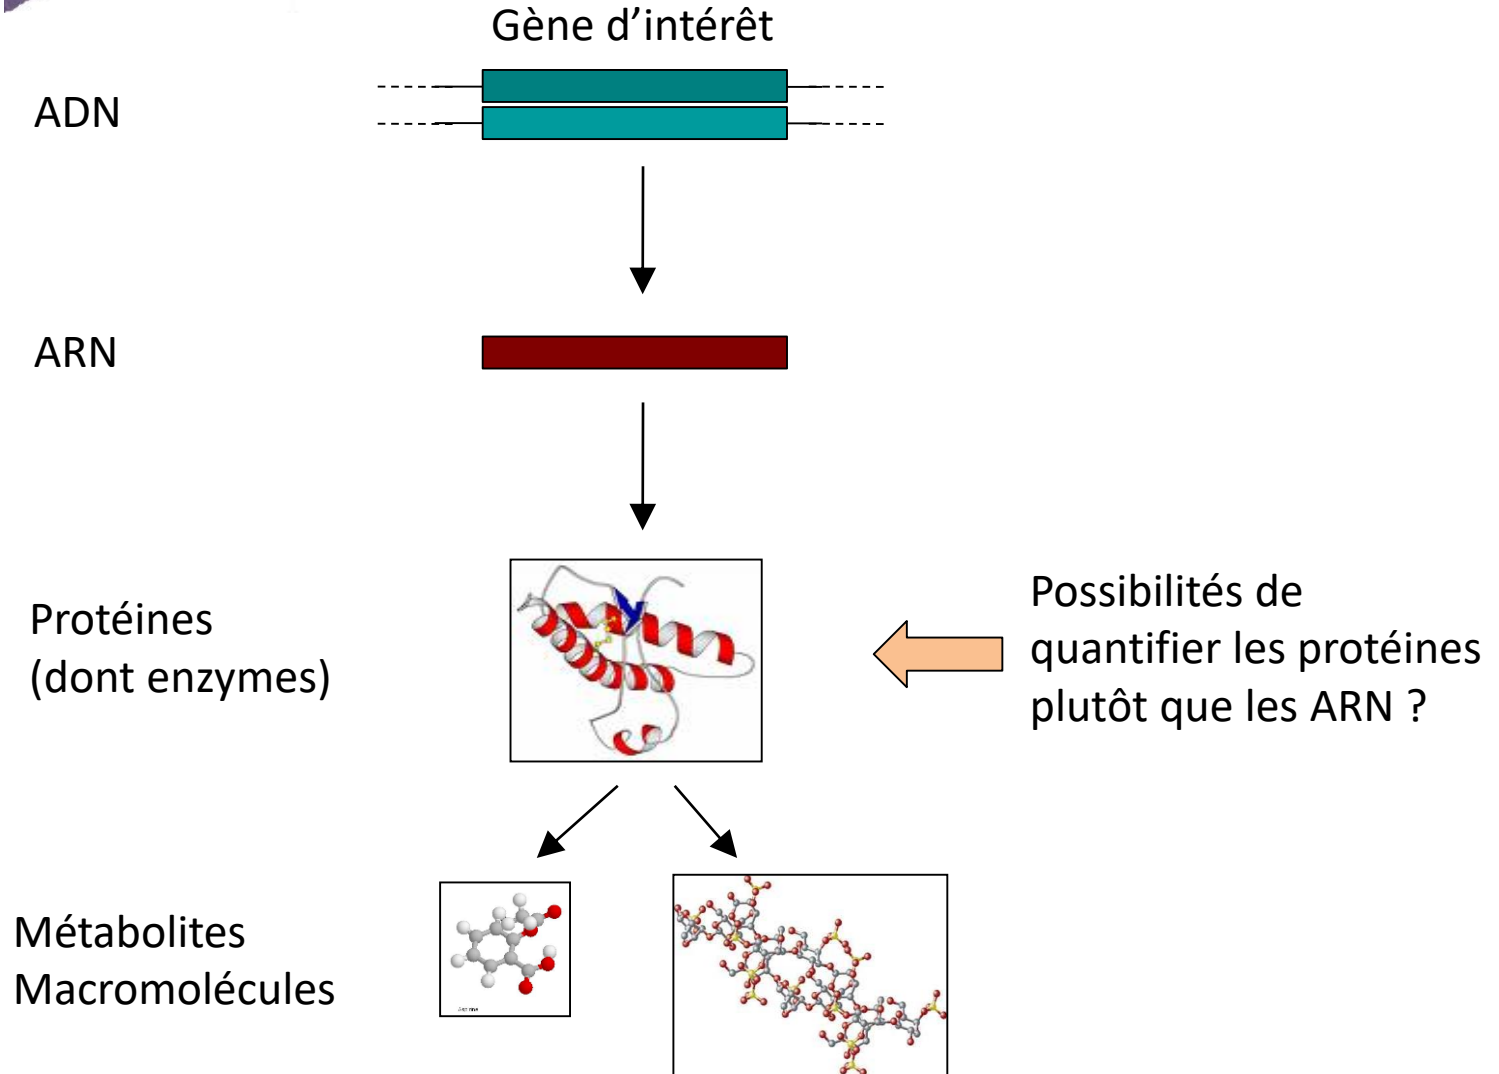 Gène d’intérêt
ADN
ARN
Protéines
(dont enzymes)
Possibilités de
quantifier les protéines
plutôt que les ARN ?
Métabolites
Macromolécules